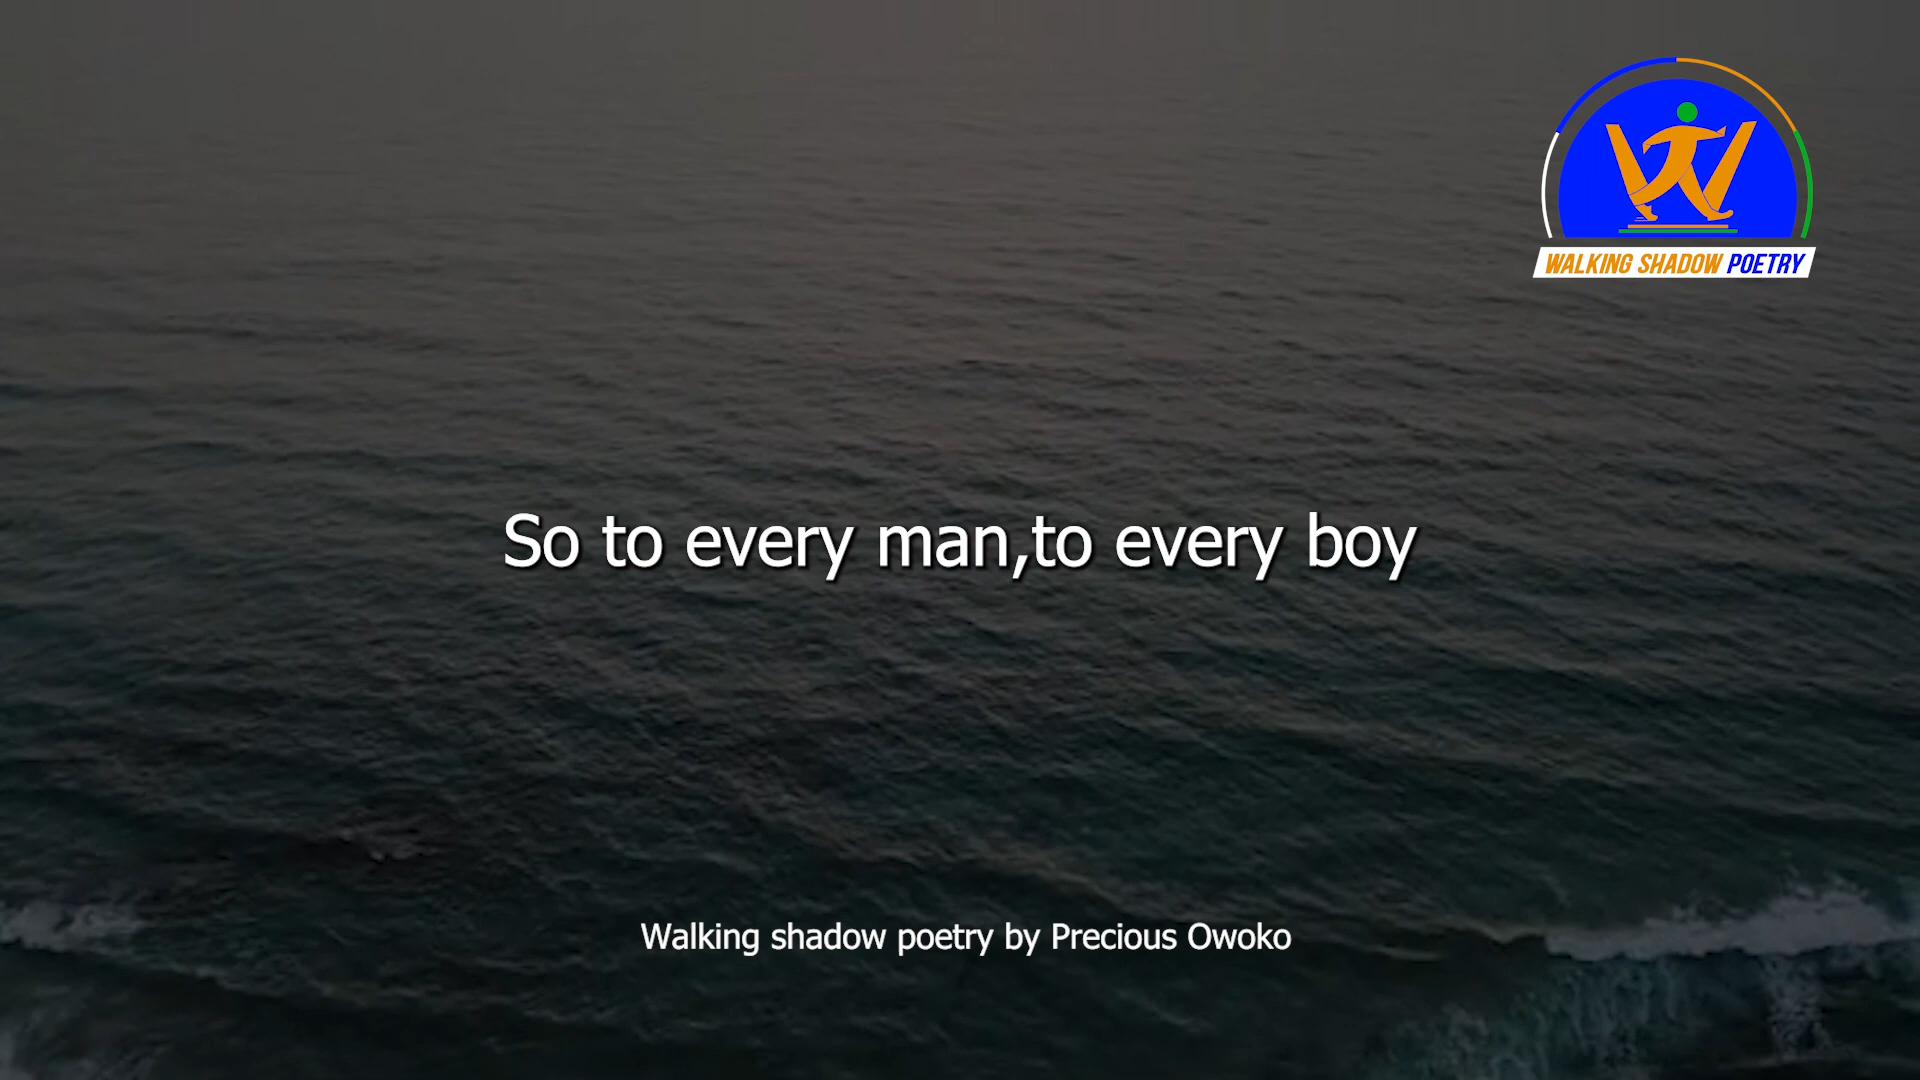 WALKING SHADOW POETRY
So to every man,to every boy
Walking shadow poetry by Precious Owoko